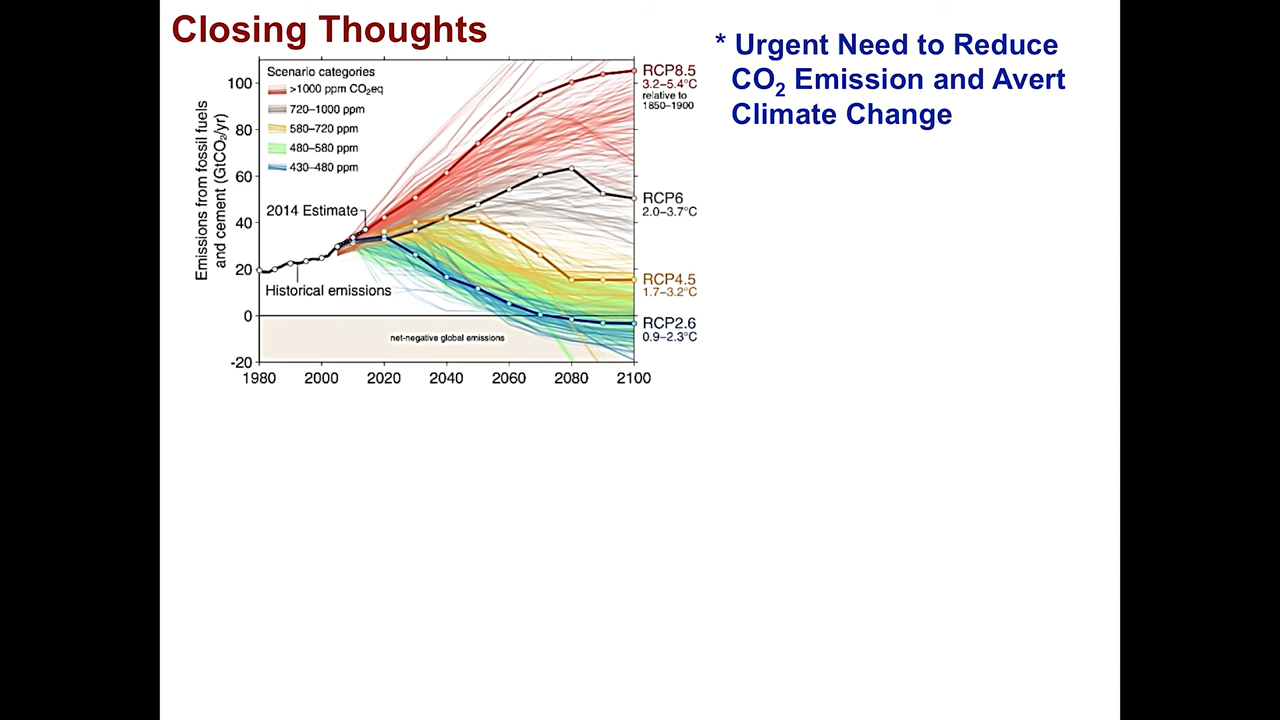 Closing Thoughts
* Urgent Need to Reduce
CO₂ Emission and Avert
Climate Change
Scenario categories
>1000 ppm CO₂eq
720–1000 ppm
580–720 ppm
480–580 ppm
430–480 ppm
Emissions from fossil fuels
and cement (GtCO₂/yr)
100
80
60
40
20
0
-20
2014 Estimate
Historical emissions
net-negative global emissions
1980 2000 2020 2040 2060 2080 2100
RCP8.5
3.2–5.4°C
relative to
1850–1900
RCP6
2.0–3.7°C
RCP4.5
1.7–3.2°C
RCP2.6
0.9–2.3°C